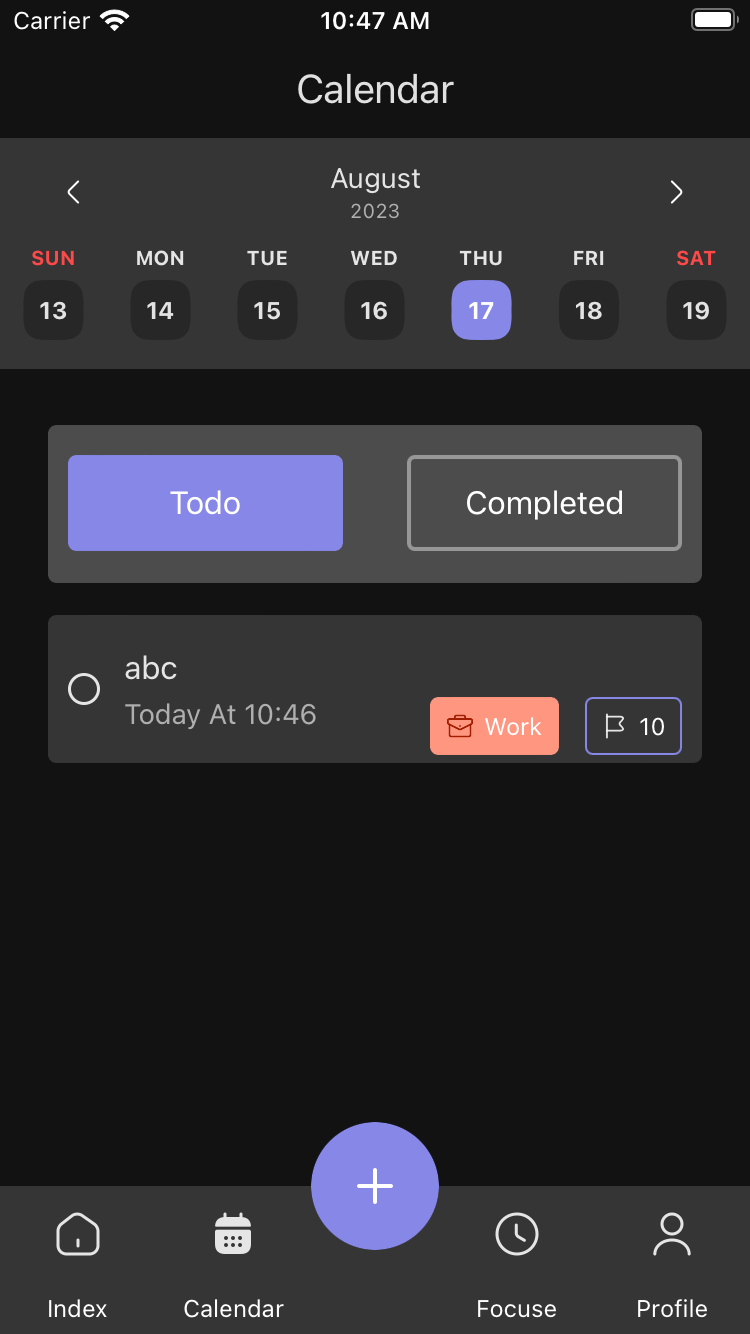 Carrier 10:47 AM
Calendar
August
2023
SUN MON TUE WED THU FRI SAT
13 14 15 16 17 18 19
Todo Completed
abc
Today At 10:46
Work 10
Index Calendar Focuse Profile